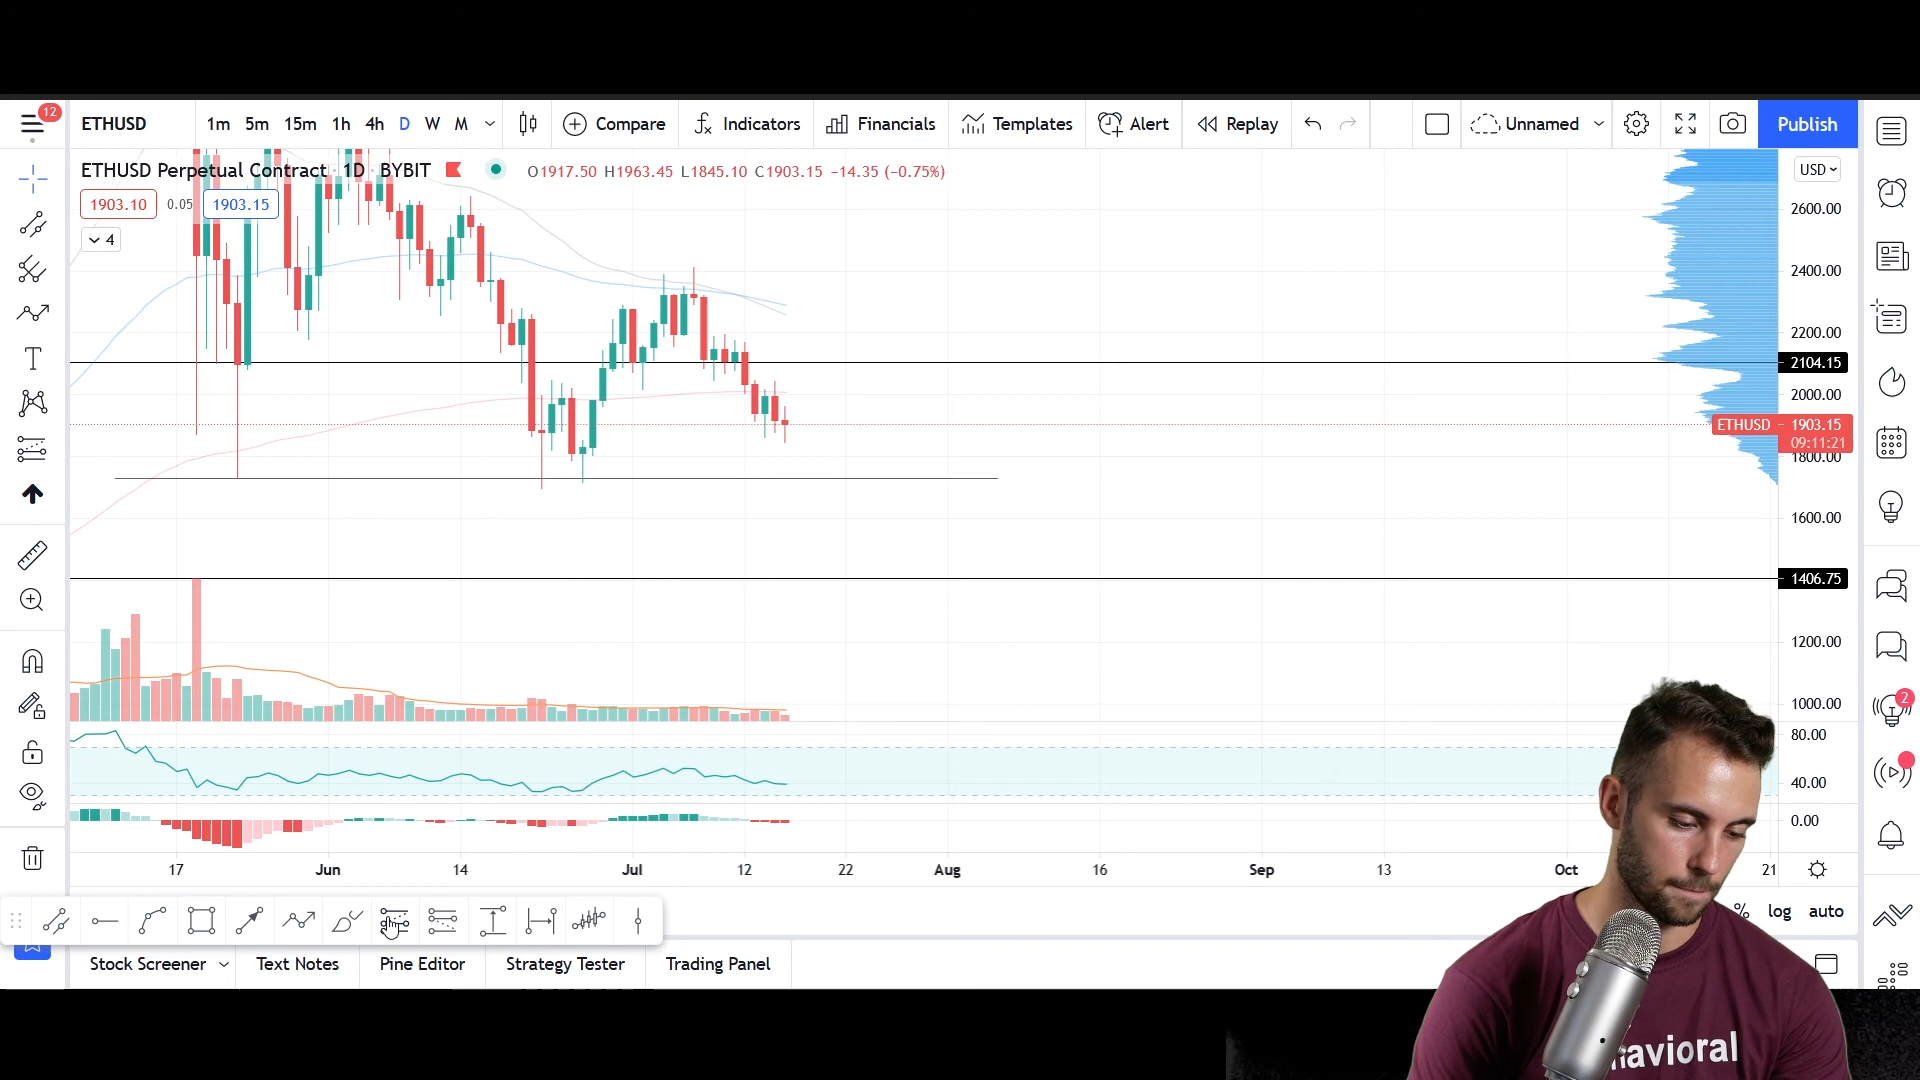 12
ETHUSD 1m 5m 15m 1h 4h D W M Compare Indicators Financials Templates Alert Replay Unnamed Publish
ETHUSD Perpetual Contract · 1D · BYBIT O1917.50 H1963.45 L1845.10 C1903.15 −14.35 (−0.75%)
USD
1903.10 0.05 1903.15
2600.00
4
2400.00
2200.00
2104.15
2000.00
ETHUSD 1903.15
09:11:21
1800.00
1600.00
1406.75
1200.00
2
1000.00
80.00
40.00
0.00
17 Jun 14 Jul 12 22 Aug 16 Sep 13 Oct 21
% log auto
Stock Screener Text Notes Pine Editor Strategy Tester Trading Panel
avioral